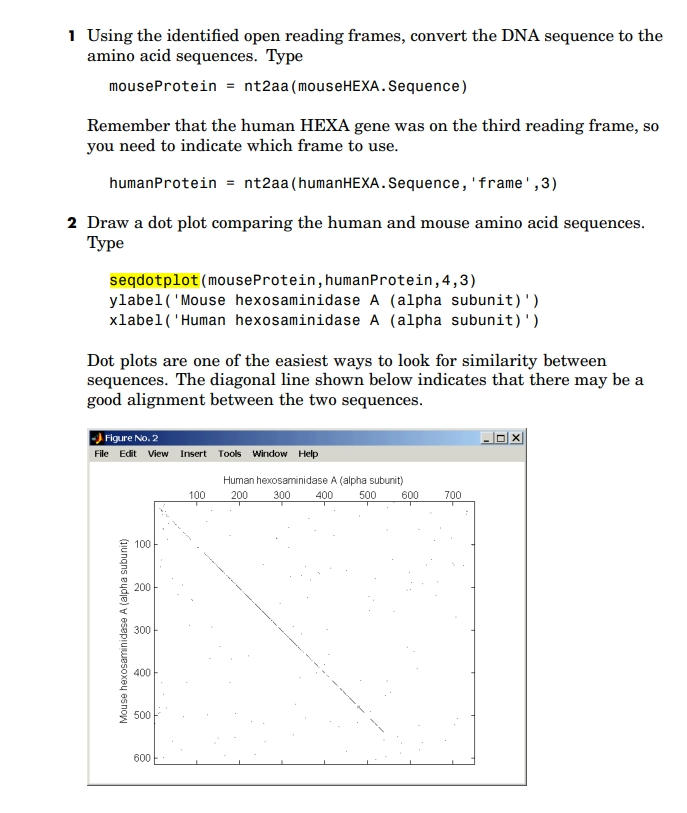 1 Using the identified open reading frames, convert the DNA sequence to the
amino acid sequences. Type
mouseProtein = nt2aa(mouseHEXA.Sequence)
Remember that the human HEXA gene was on the third reading frame, so
you need to indicate which frame to use.
humanProtein = nt2aa(humanHEXA.Sequence,'frame',3)
2 Draw a dot plot comparing the human and mouse amino acid sequences.
Type
seqdotplot(mouseProtein,humanProtein,4,3)
ylabel('Mouse hexosaminidase A (alpha subunit)')
xlabel('Human hexosaminidase A (alpha subunit)')
Dot plots are one of the easiest ways to look for similarity between
sequences. The diagonal line shown below indicates that there may be a
good alignment between the two sequences.
Figure No. 2
File Edit View Insert Tools Window Help
Human hexosaminidase A (alpha subunit)
100 200 300 400 500 600 700
Mouse hexosaminidase A (alpha subunit)
100
200
300
400
500
600